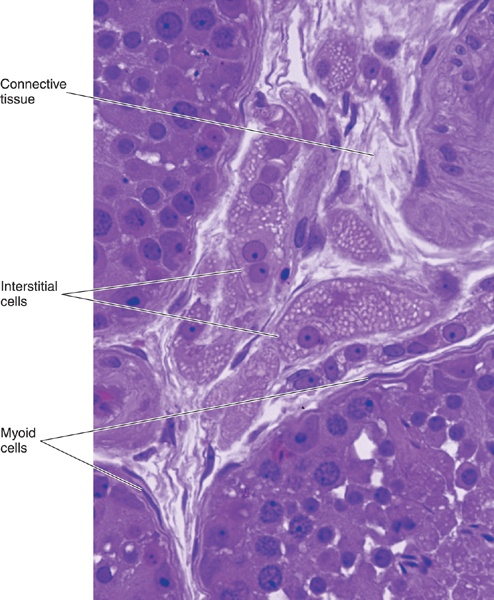 Connective
tissue
Interstitial
cells
Myoid
cells